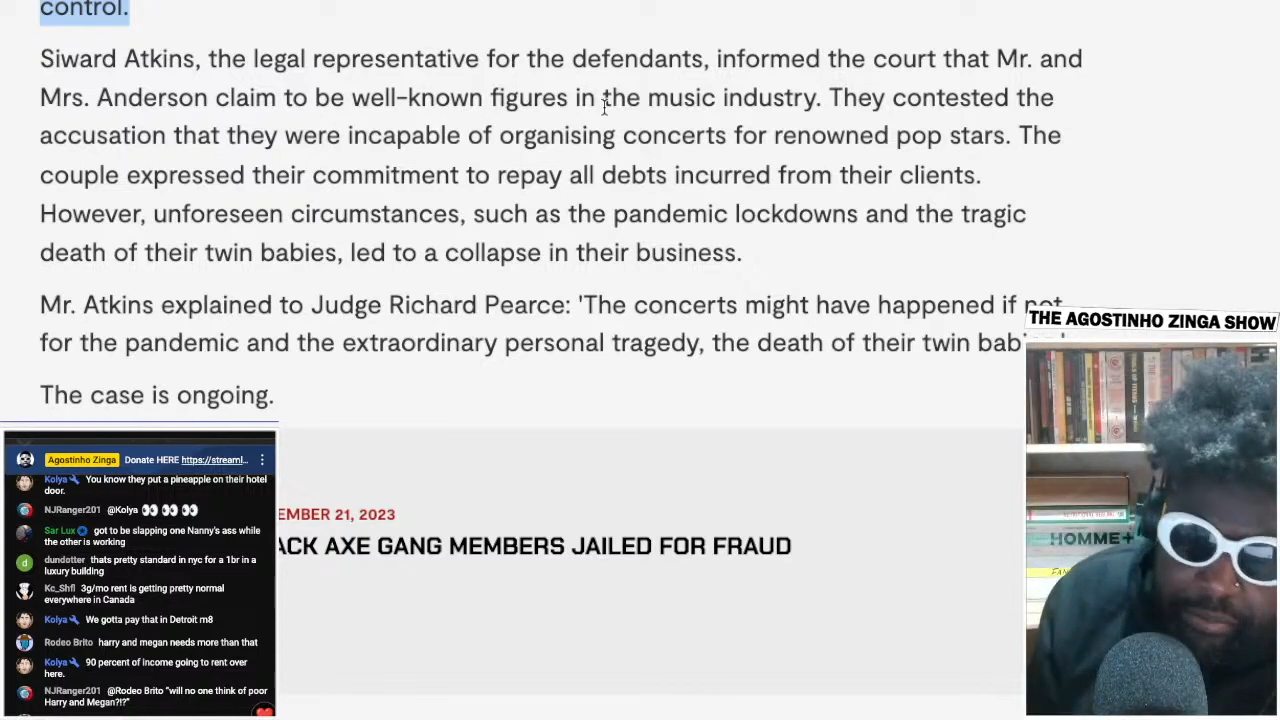 control.
Siward Atkins, the legal representative for the defendants, informed the court that Mr. and
Mrs. Anderson claim to be well-known figures in the music industry. They contested the
accusation that they were incapable of organising concerts for renowned pop stars. The
couple expressed their commitment to repay all debts incurred from their clients.
However, unforeseen circumstances, such as the pandemic lockdowns and the tragic
death of their twin babies, led to a collapse in their business.
Mr. Atkins explained to Judge Richard Pearce: 'The concerts might have happened if not
for the pandemic and the extraordinary personal tragedy, the death of their twin bab
The case is ongoing.
EMBER 21, 2023
ACK AXE GANG MEMBERS JAILED FOR FRAUD
THE AGOSTINHO ZINGA SHOW
HOMME+
Agostinho Zinga Donate HERE https://streaml...
Kolya You know they put a pineapple on their hotel
door.
NJRanger201 @Kolya 👀 👀 👀
Sar Lux got to be slapping one Nanny's ass while
the other is working
d dundotter thats pretty standard in nyc for a 1br in a
luxury building
Kc_Shfl 3g/mo rent is getting pretty normal
everywhere in Canada
Kolya We gotta pay that in Detroit m8
Rodeo Brito harry and megan needs more than that
Kolya 90 percent of income going to rent over
here.
NJRanger201 @Rodeo Brito "will no one think of poor
Harry and Megan?!?"